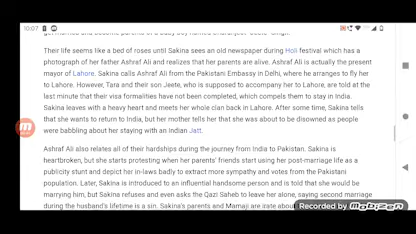 10:07
Their life seems like a bed of roses until Sakina sees an old newspaper during Holi festival which has a
photograph of her father Ashraf Ali and realizes that her parents are alive. Ashraf Ali is actually the present
mayor of Lahore. Sakina calls Ashraf Ali from the Pakistani Embassy in Delhi, where he arranges to fly her
to Lahore. However, Tara and their son Jeete, who is supposed to accompany her to Lahore, are told at the
last minute that their visa formalities have not been completed, which compels them to stay in India.
Sakina leaves with a heavy heart and meets her whole clan back in Lahore. After some time, Sakina tells
that she wants to return to India, but her mother tells her that she was about to be disowned as people
were babbling about her staying with an Indian Jatt.
Ashraf Ali also relates all of their hardships during the journey from India to Pakistan. Sakina is
heartbroken, but she starts protesting when her parents' friends start using her post-marriage life as a
publicity stunt and depict her in-laws badly to extract more sympathy and votes from the Pakistani
population. Later, Sakina is introduced to an influential handsome person and is told that she would be
marrying him, but Sakina refuses and even asks the Qazi Saheb to leave her alone, saying second marriage
during the husband's lifetime is a sin. Sakina's parents and Mamaji are irate about
Recorded by MOBIZEN